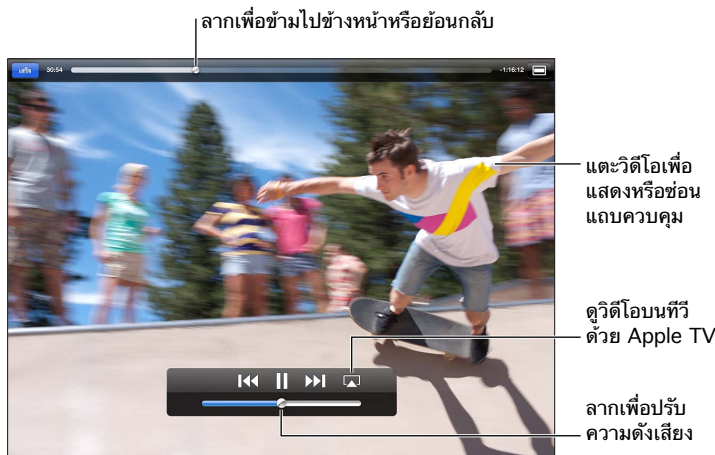 ลากเพื่อข้ามไปข้างหน้าหรือย้อนกลับ
เสร็จ 30:54 -1:16:12
แตะวิดีโอเพื่อ
แสดงหรือซ่อน
แถบควบคุม
ดูวิดีโอบนทีวี
ด้วย Apple TV
ลากเพื่อปรับ
ความดังเสียง